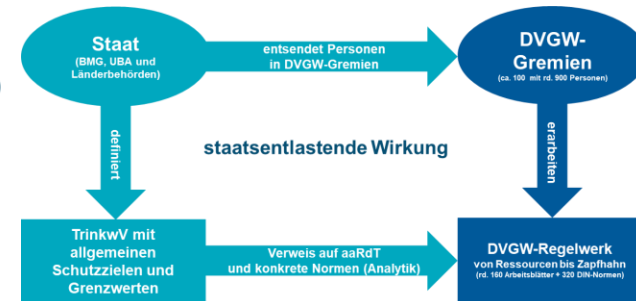 Staat
(BMG, UBA und
Länderbehörden)
entsendet Personen
in DVGW-Gremien
DVGW-
Gremien
(ca. 100 mit rd. 900 Personen)
definiert
staatsentlastende Wirkung
erarbeiten
TrinkwV mit
allgemeinen
Schutzzielen und
Grenzwerten
Verweis auf aaRdT
und konkrete Normen (Analytik)
DVGW-Regelwerk
von Ressourcen bis Zapfhahn
(rd. 160 Arbeitsblätter + 320 DIN-Normen)